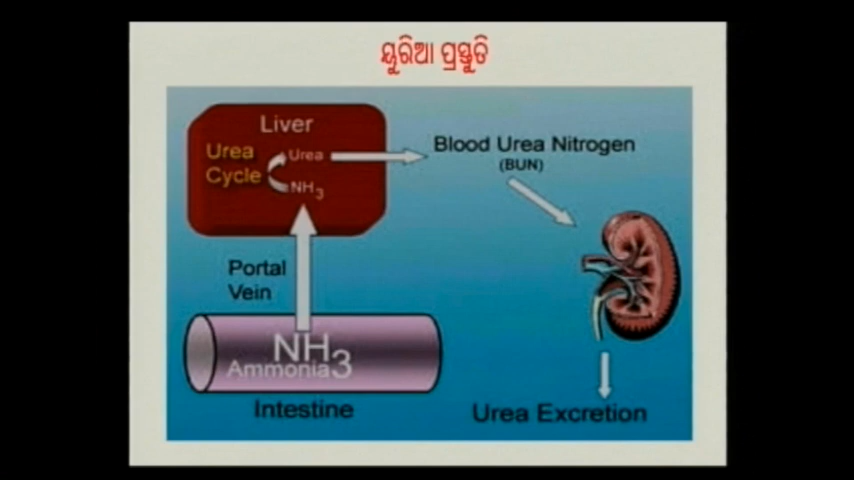 ୟୁରିଆ ପ୍ରସ୍ତୁତି
Liver
Urea
Cycle
Urea
NH3
Blood Urea Nitrogen
(BUN)
Portal
Vein
NH3
Ammonia
Intestine
Urea Excretion